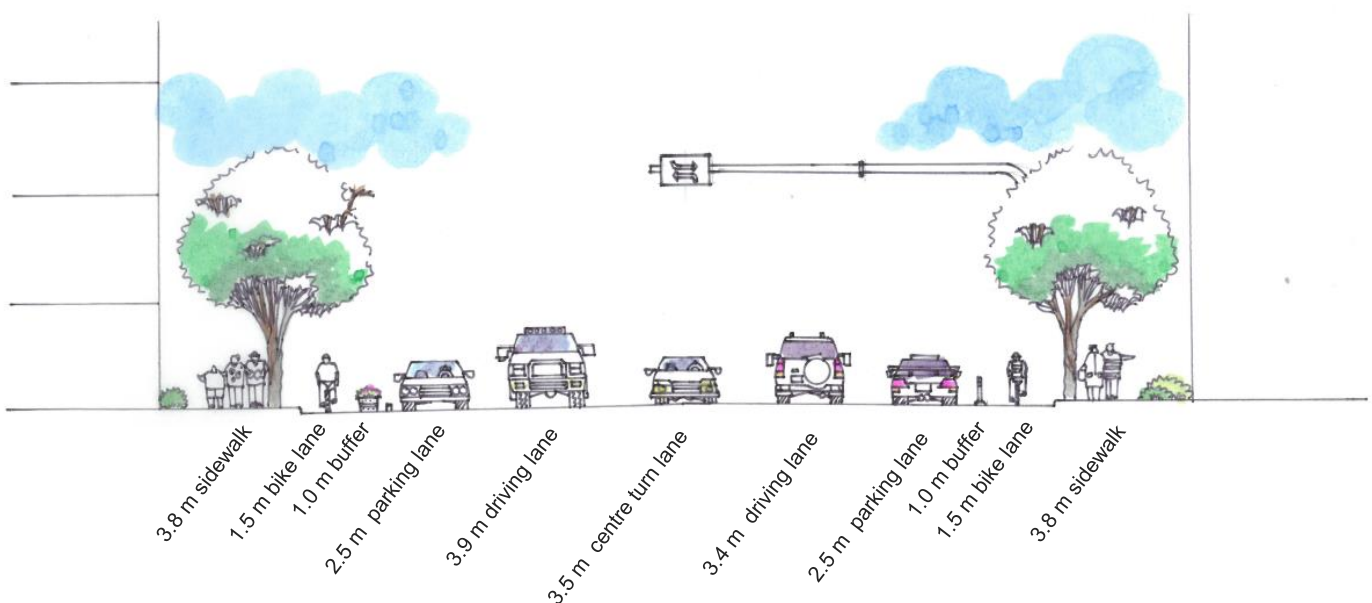 3.8 m sidewalk
1.5 m bike lane
1.0 m buffer
2.5 m parking lane
3.9 m driving lane
3.5 m centre turn lane
3.4 m driving lane
2.5 m parking lane
1.0 m buffer
1.5 m bike lane
3.8 m sidewalk